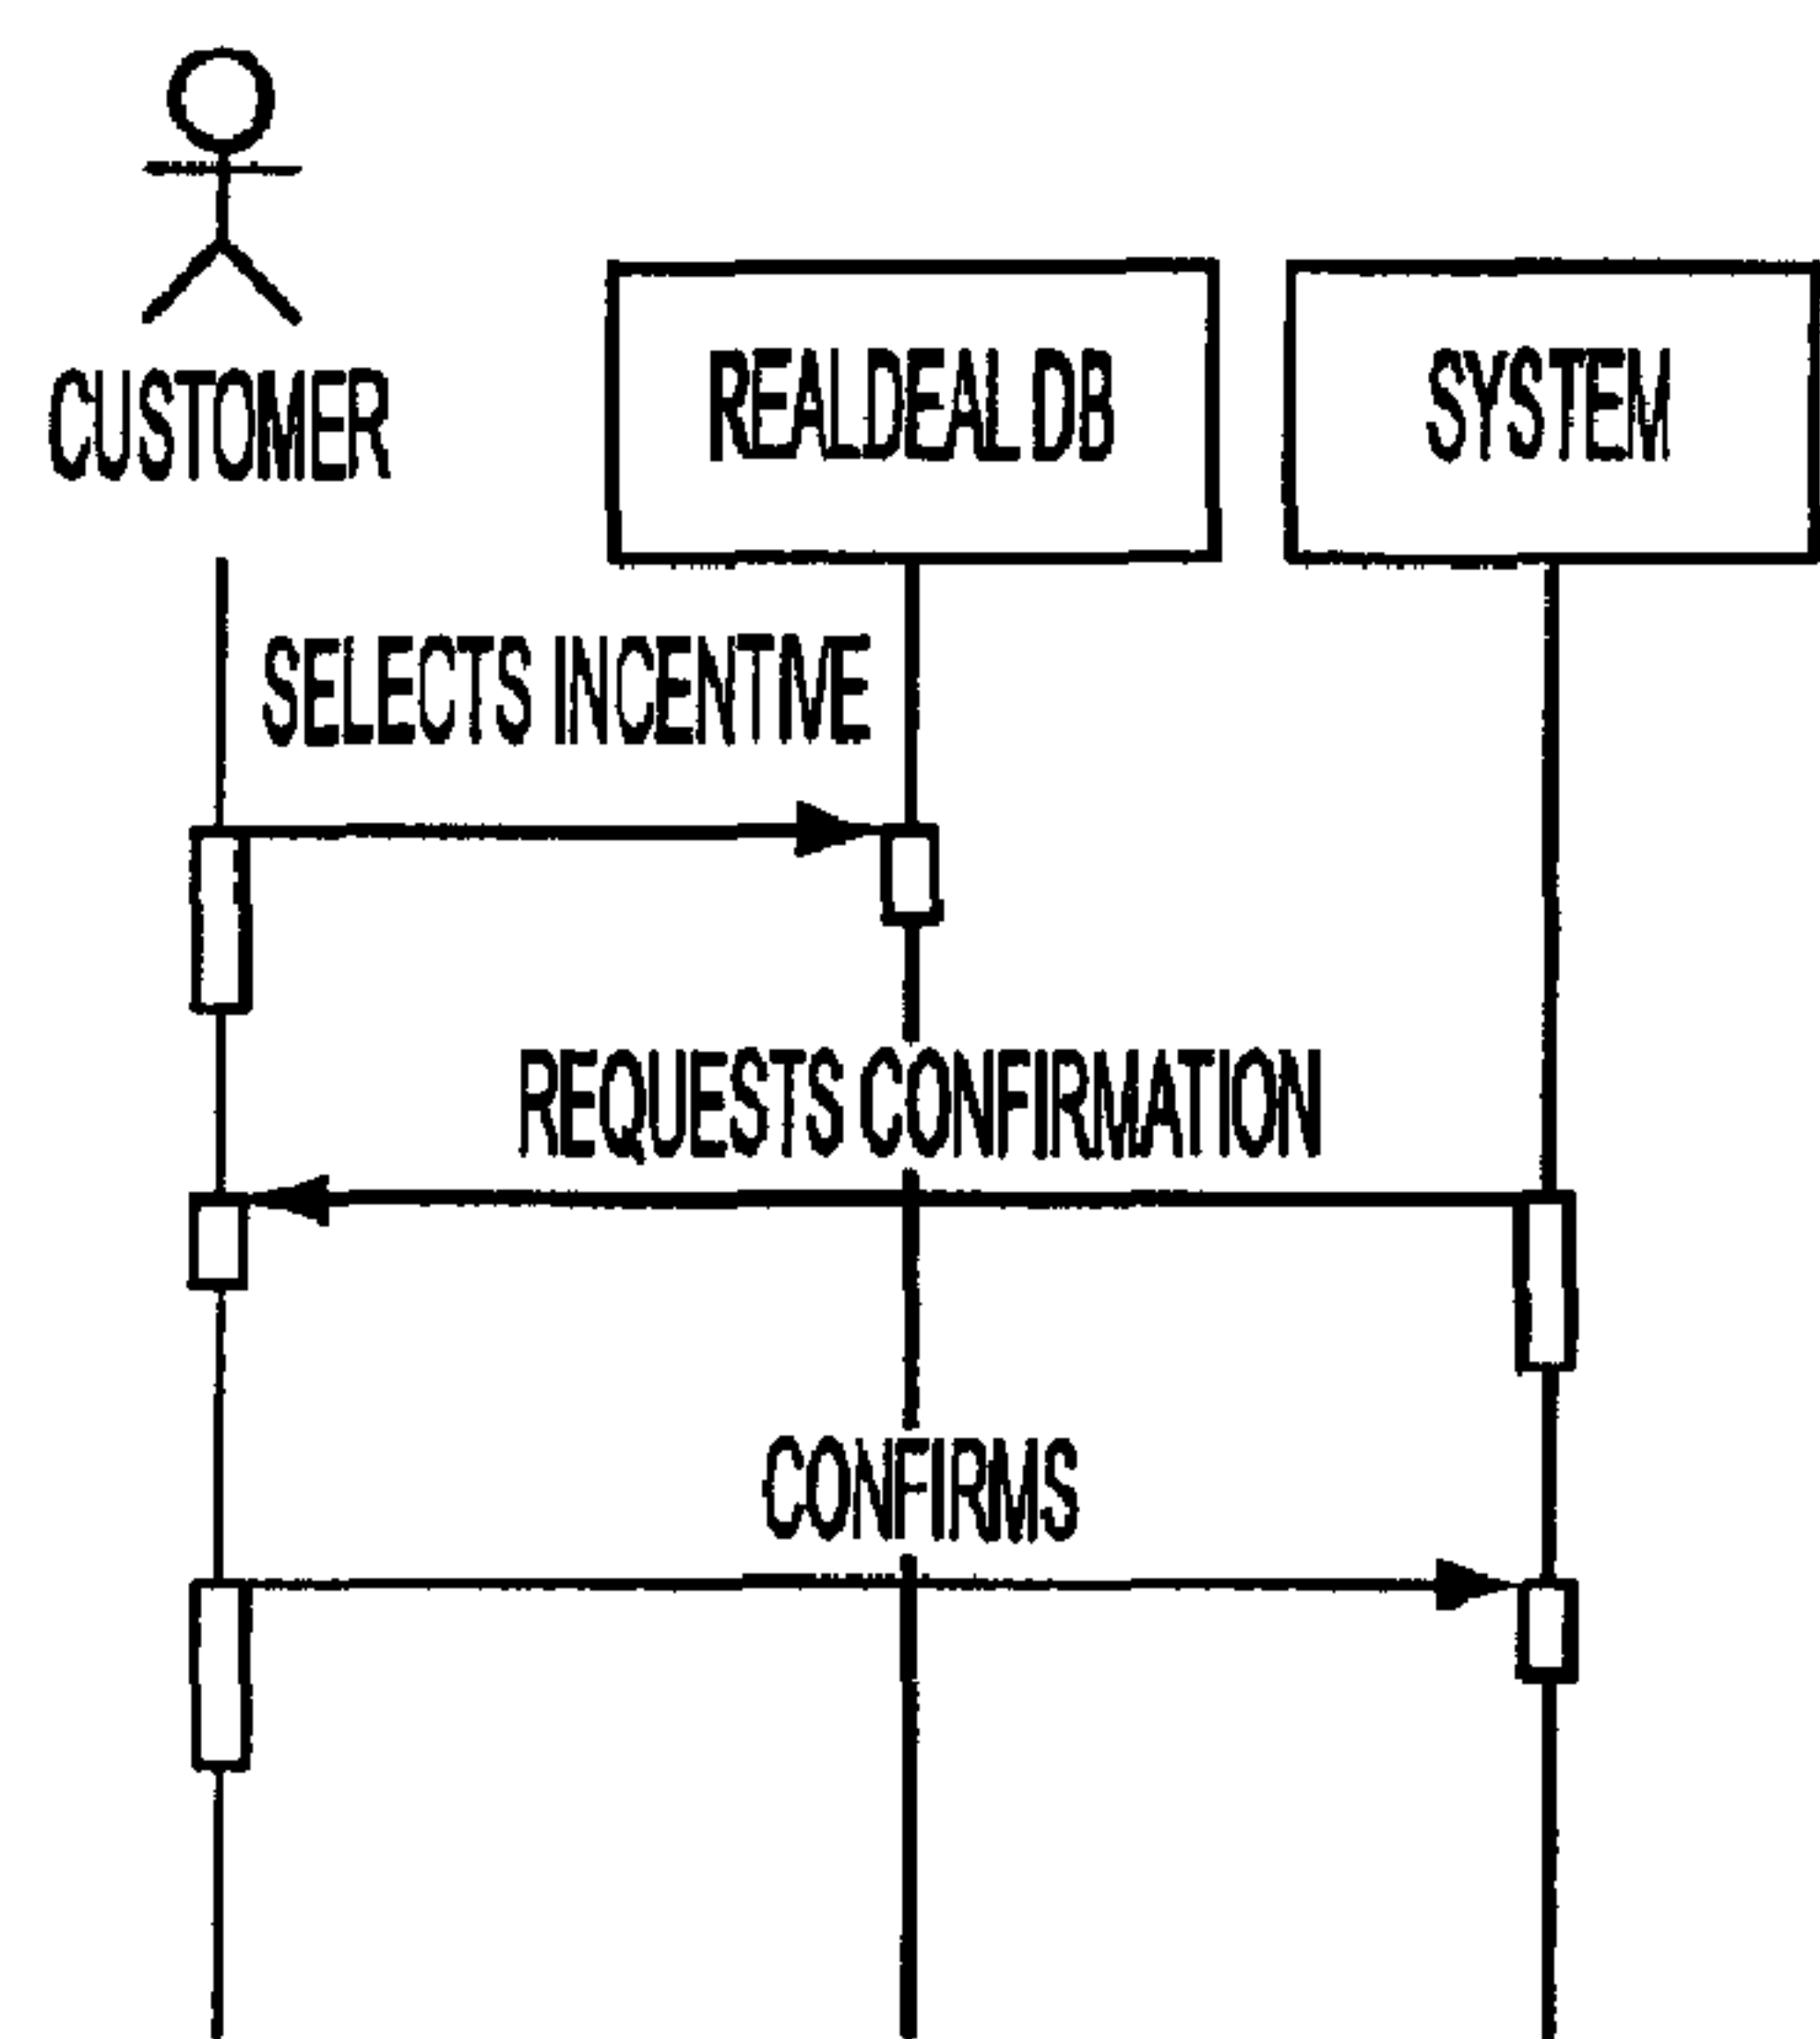 CUSTOMER
REALDEAL DB
SYSTEM
SELECTS INCENTIVE
REQUESTS CONFIRMATION
CONFIRMS